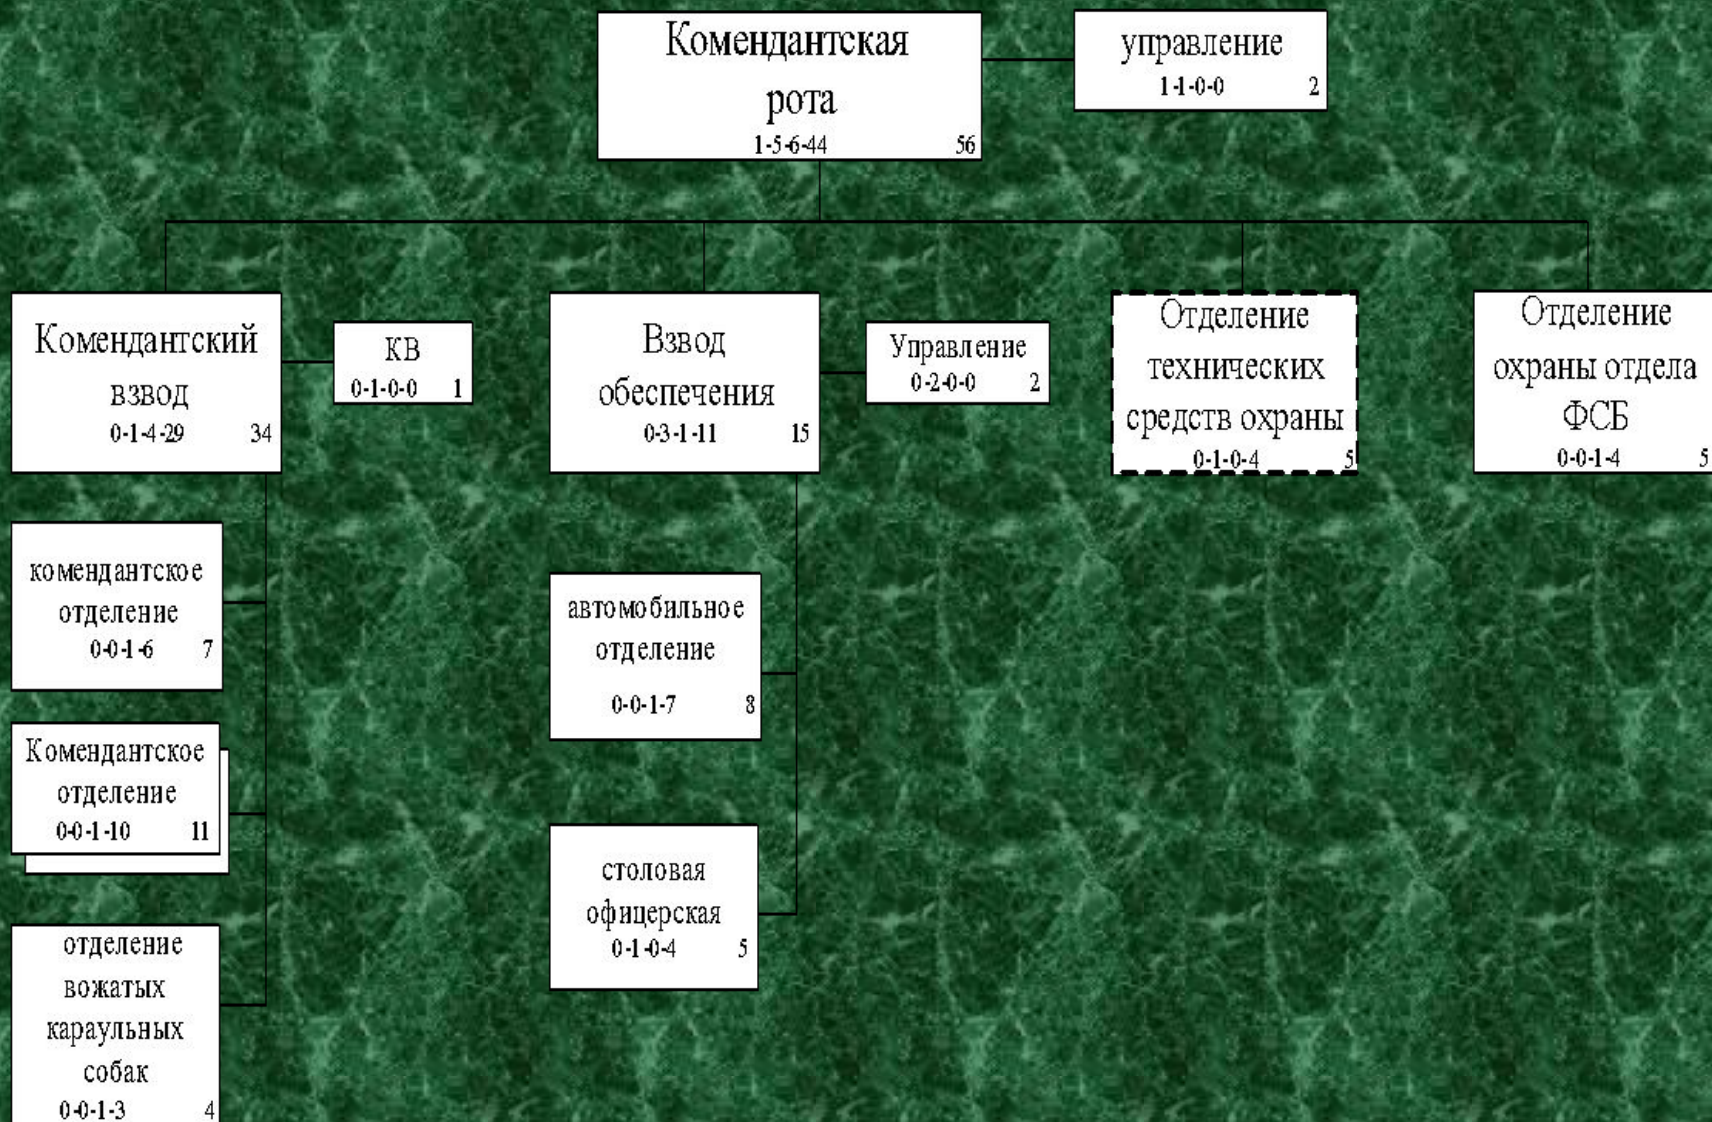 Комендантская
рота
1-5-6-44 56
управление
1-1-0-0 2
Комендантский
взвод
0-1-4-29 34
КВ
0-1-0-0 1
Взвод
обеспечения
0-3-1-11 15
Управление
0-2-0-0 2
Отделение
технических
средств охраны
0-1-0-4 5
Отделение
охраны отдела
ФСБ
0-0-1-4 5
комендантское
отделение
0-0-1-6 7
Комендантское
отделение
0-0-1-10 11
отделение
вожатых
караульных
собак
0-0-1-3 4
автомобильное
отделение
0-0-1-7 8
столовая
офицерская
0-1-0-4 5